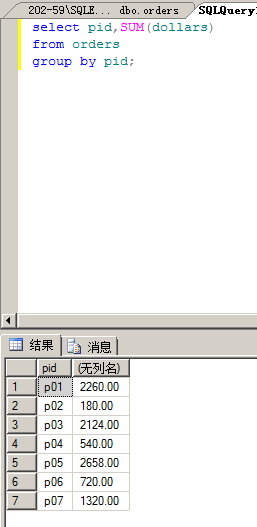 202-59\SQLE... dbo.orders SQLQuery
select pid,SUM(dollars)
from orders
group by pid;
结果 消息
pid (无列名)
1 p01 2260.00
2 p02 180.00
3 p03 2124.00
4 p04 540.00
5 p05 2658.00
6 p06 720.00
7 p07 1320.00